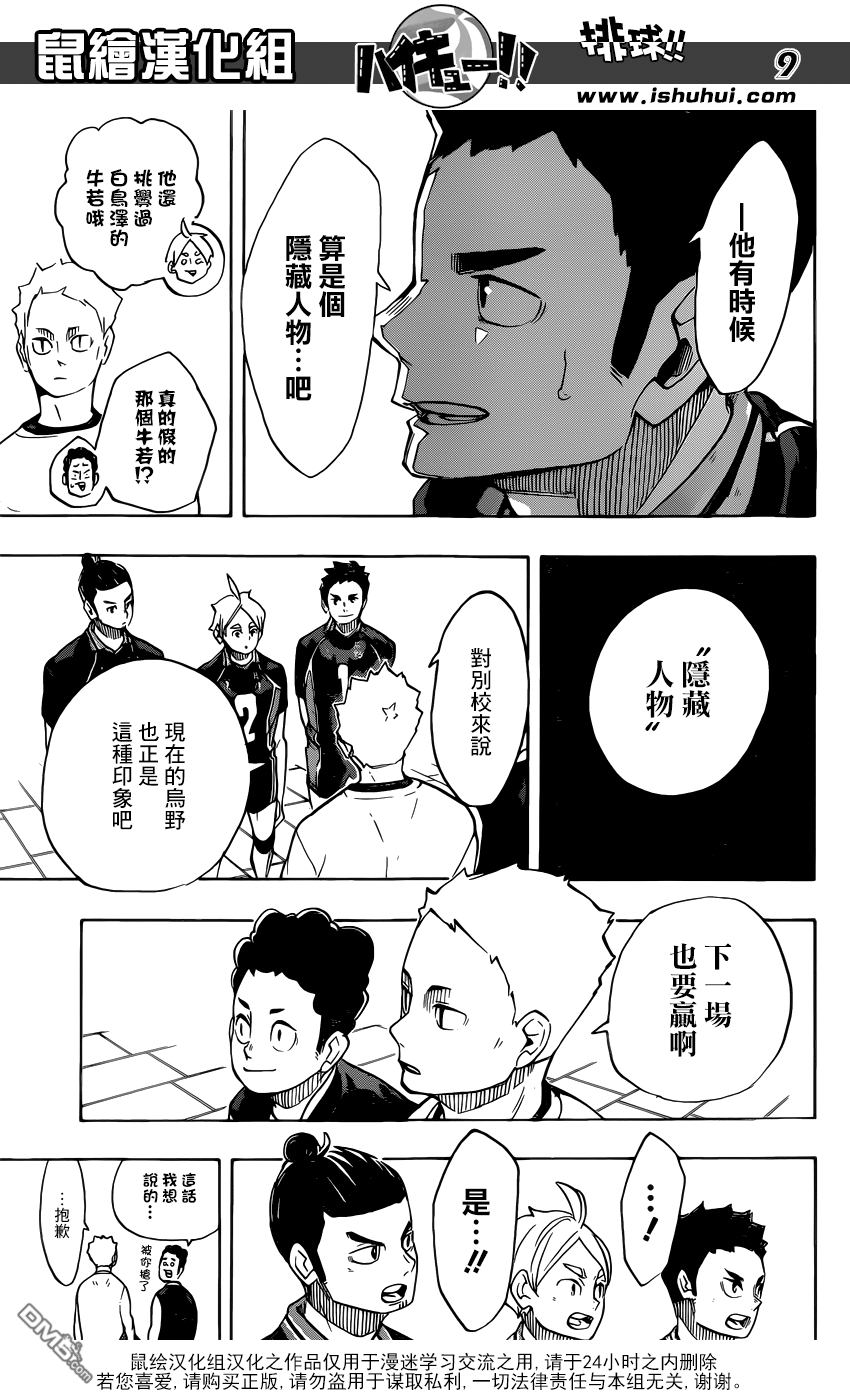 鼠繪漢化組
ハイキュー!!
排球!!
9
www.ishuhui.com
—他有時候
算是個
隱藏人物…吧
他還
挑釁過
白鳥澤的
牛若哦
真的假的
那個牛若!?
〝隱藏
人物〞
對別校來說
現在的烏野
也正是
這種印象吧
下一場
也要贏啊
…!
是…!!
這話
我想
說的…
被你搶了
…抱歉
DM5.com
鼠绘汉化组汉化之作品仅用于漫迷学习交流之用, 请于24小时之内删除
若您喜爱, 请购买正版, 请勿盗用于谋取私利, 一切法律责任与本组无关, 谢谢。